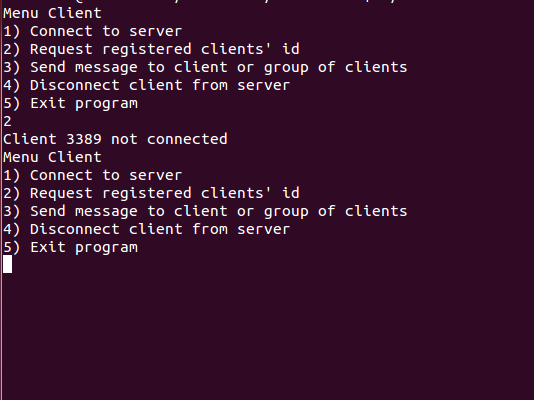 Menu Client
1) Connect to server
2) Request registered clients' id
3) Send message to client or group of clients
4) Disconnect client from server
5) Exit program
2
Client 3389 not connected
Menu Client
1) Connect to server
2) Request registered clients' id
3) Send message to client or group of clients
4) Disconnect client from server
5) Exit program